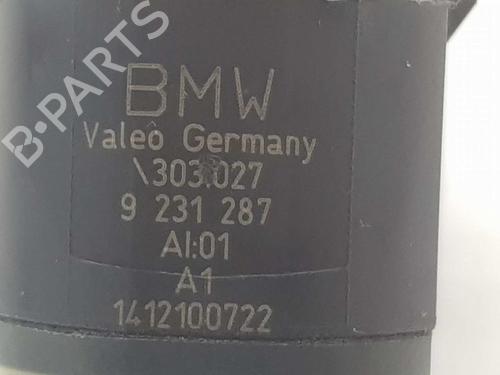 B-PARTS
BMW
Valeo Germany
\303.027
9 231 287
AI:01
A1
1412100722